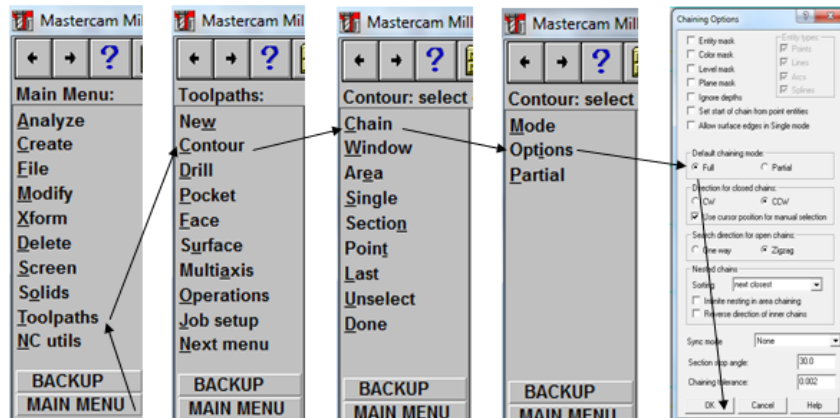 Mastercam Mill
Main Menu:
Analyze
Create
File
Modify
Xform
Delete
Screen
Solids
Toolpaths
NC utils
BACKUP
MAIN MENU
Mastercam Mil
Toolpaths:
New
Contour
Drill
Pocket
Face
Surface
Multiaxis
Operations
Job setup
Next menu
BACKUP
MAIN MENU
Mastercam Mil
Contour: select
Chain
Window
Area
Single
Section
Point
Last
Unselect
Done
BACKUP
MAIN MENU
Mastercam Mil
Contour: select
Mode
Options
Partial
BACKUP
MAIN MENU
Chaining Options
Entity mask
Color mask
Level mask
Plane mask
Ignore depths
Entity types
Points
Lines
Arcs
Splines
Set start of chain from point entities
Allow surface edges in Single mode
Default chaining mode:
Full Partial
Direction for closed chains:
CW CCW
Use cursor position for manual selection
Search direction for open chains:
One way Zigzag
Nested chains
Sorting next closest
Infinite nesting in area chaining
Reverse direction of inner chains
Sync mode None
Section stop angle: 30.0
Chaining tolerance: 0.002
OK Cancel Help